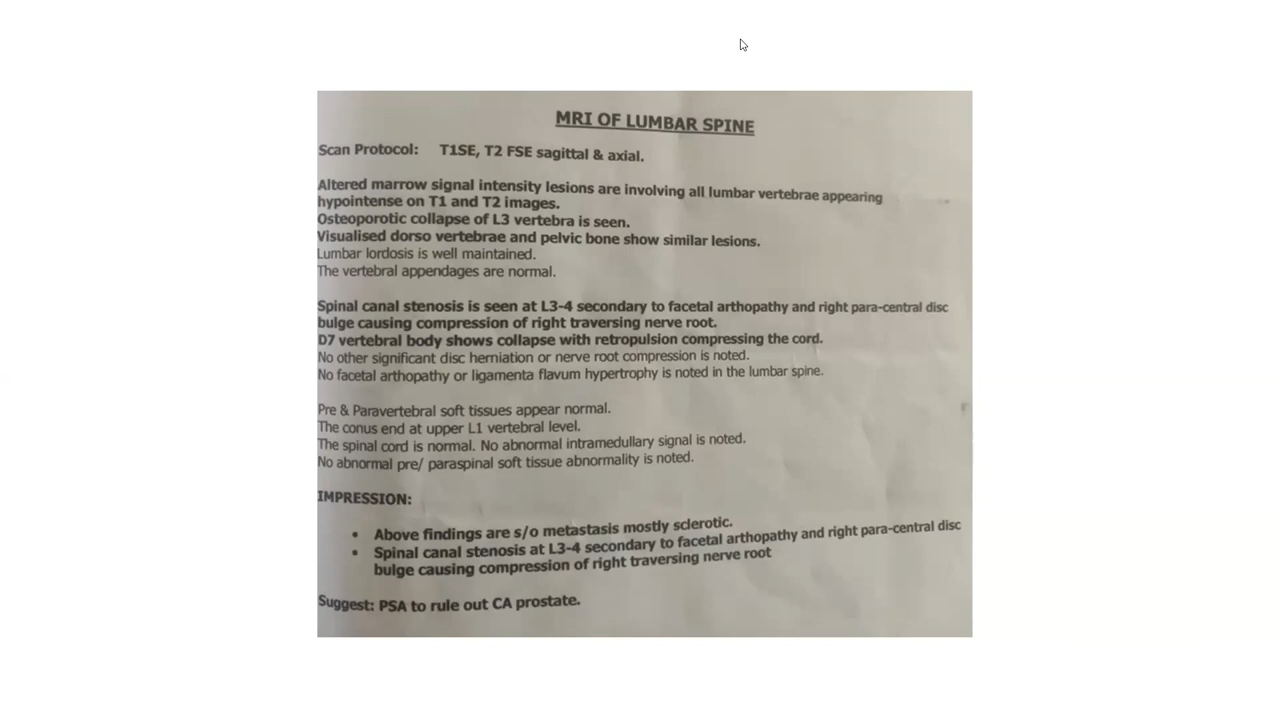 MRI OF LUMBAR SPINE
Scan Protocol: T1SE, T2 FSE sagittal & axial.
Altered marrow signal intensity lesions are involving all lumbar vertebrae appearing
hypointense on T1 and T2 images.
Osteoporotic collapse of L3 vertebra is seen.
Visualised dorso vertebrae and pelvic bone show similar lesions.
Lumbar lordosis is well maintained.
The vertebral appendages are normal.
Spinal canal stenosis is seen at L3-4 secondary to facetal arthopathy and right para-central disc
bulge causing compression of right traversing nerve root.
D7 vertebral body shows collapse with retropulsion compressing the cord.
No other significant disc herniation or nerve root compression is noted.
No facetal arthopathy or ligamenta flavum hypertrophy is noted in the lumbar spine.
Pre & Paravertebral soft tissues appear normal.
The conus end at upper L1 vertebral level.
The spinal cord is normal. No abnormal intramedullary signal is noted.
No abnormal pre/ paraspinal soft tissue abnormality is noted.
IMPRESSION:
• Above findings are s/o metastasis mostly sclerotic.
• Spinal canal stenosis at L3-4 secondary to facetal arthopathy and right para-central disc
bulge causing compression of right traversing nerve root
Suggest: PSA to rule out CA prostate.